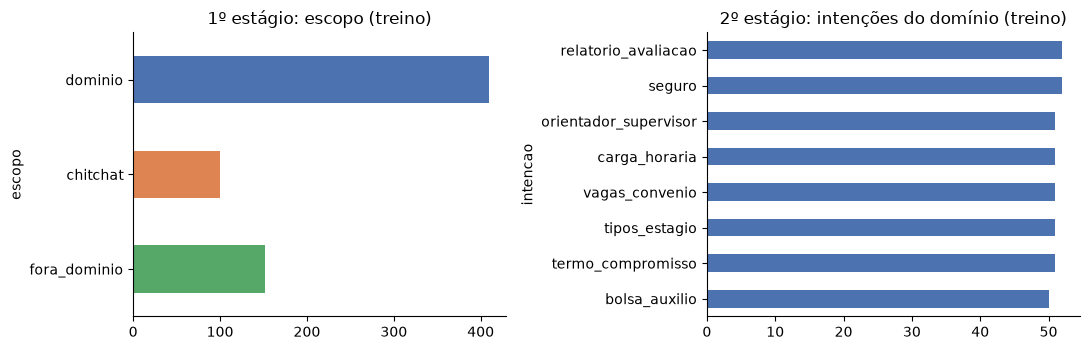 1º estágio: escopo (treino)
escopo
dominio
chitchat
fora_dominio
0 100 200 300 400
2º estágio: intenções do domínio (treino)
intencao
relatorio_avaliacao
seguro
orientador_supervisor
carga_horaria
vagas_convenio
tipos_estagio
termo_compromisso
bolsa_auxilio
0 10 20 30 40 50